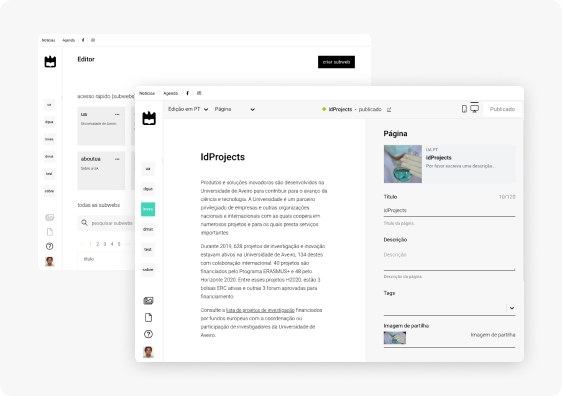 Notícias Agenda f
Editor
criar subweb
acesso rápido (subwebs
ua
ua
Universidade de Aveiro
dqua
aboutua
Sobre a UA
dmat
test
sobre
todas as subwebs
pesquisar subwebs
1 2 3 4 5
título
Notícias Agenda f
Edição em PT Página idProjects - publicado Publicado
ua
dqua
dmat
test
sobre
IdProjects
Produtos e soluções inovadoras são desenvolvidos na
Universidade de Aveiro para contribuir para o avanço da
ciência e tecnologia. A Universidade é um parceiro
privilegiado de empresas e outras organizações
nacionais e internacionais com as quais coopera em
numerosos projetos e para os quais presta serviços
importantes.
Durante 2019, 638 projetos de investigação e inovação
estavam ativos na Universidade de Aveiro, 134 destes
com colaboração internacional. 40 projetos são
financiados pelo Programa ERASMUS+ e 48 pelo
Horizonte 2020. Entre esses projetos H2020, estão 3
bolsas ERC ativas e outras 3 foram aprovadas para
financiamento.
Consulte a lista de projetos de investigação financiados
por fundos europeus com a coordenação ou
participação de investigadores da Universidade de
Aveiro.
Página
UA.PT
idProjects
Por favor escreve uma descrição...
Título 10/120
idProjects
Título da página
Descrição
Descrição
Descrição da página
Tags
Imagem de partilha
Imagem de partilha